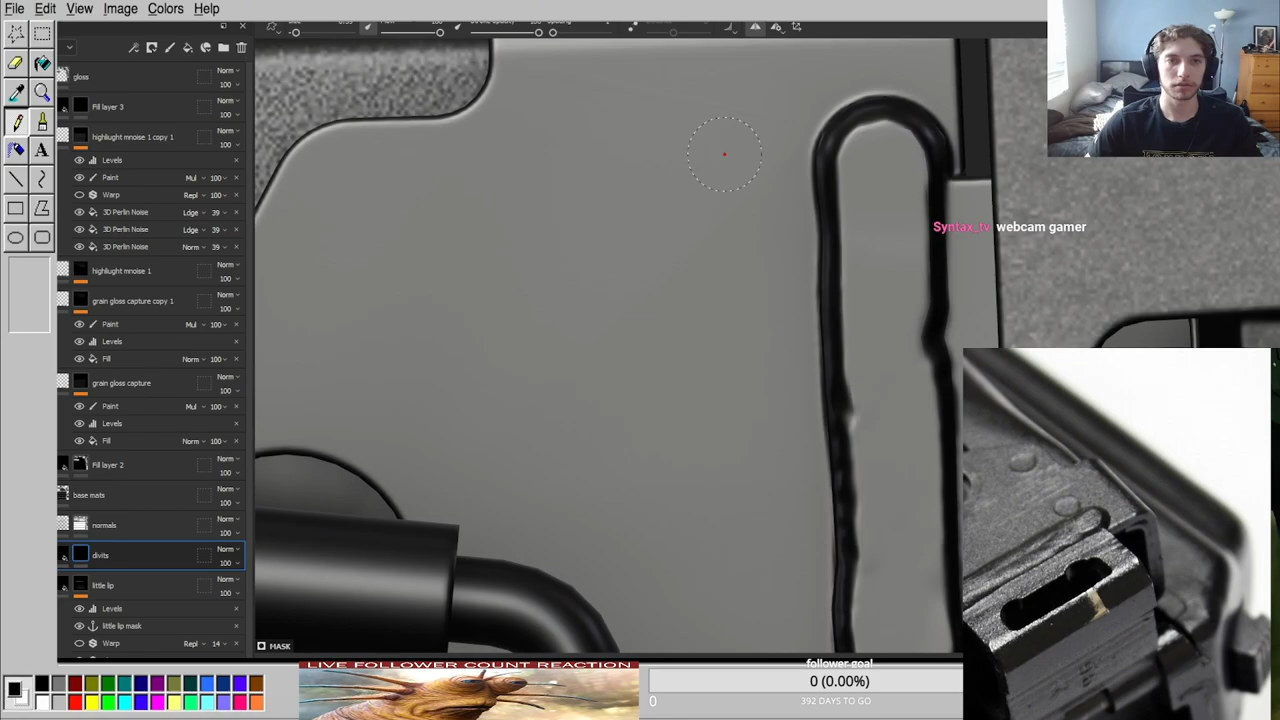 File Edit View Image Colors Help
Norm
gloss
100
Norm
Fill layer 3
100
Norm
highliught mnoise 1 copy 1
100
Levels
Paint Mul 100
Warp Repl 100
3D Perlin Noise Ldge 39
3D Perlin Noise Ldge 39
3D Perlin Noise Norm 39
Norm
highliught mnoise 1
100
Norm
grain gloss capture copy 1
100
Paint Mul 100
Levels
Fill Norm 100
Norm
grain gloss capture
100
Paint Mul 100
Levels
Fill Norm 100
Norm
Fill layer 2
100
Norm
base mats
100
Norm
normals
100
Norm
divits
100
Norm
little lip
100
Levels
little lip mask
Warp Repl 14
MASK
Syntax_tv webcam gamer
LIVE FOLLOWER COUNT REACTION
follower goal
0 (0.00%)
0
392 DAYS TO GO